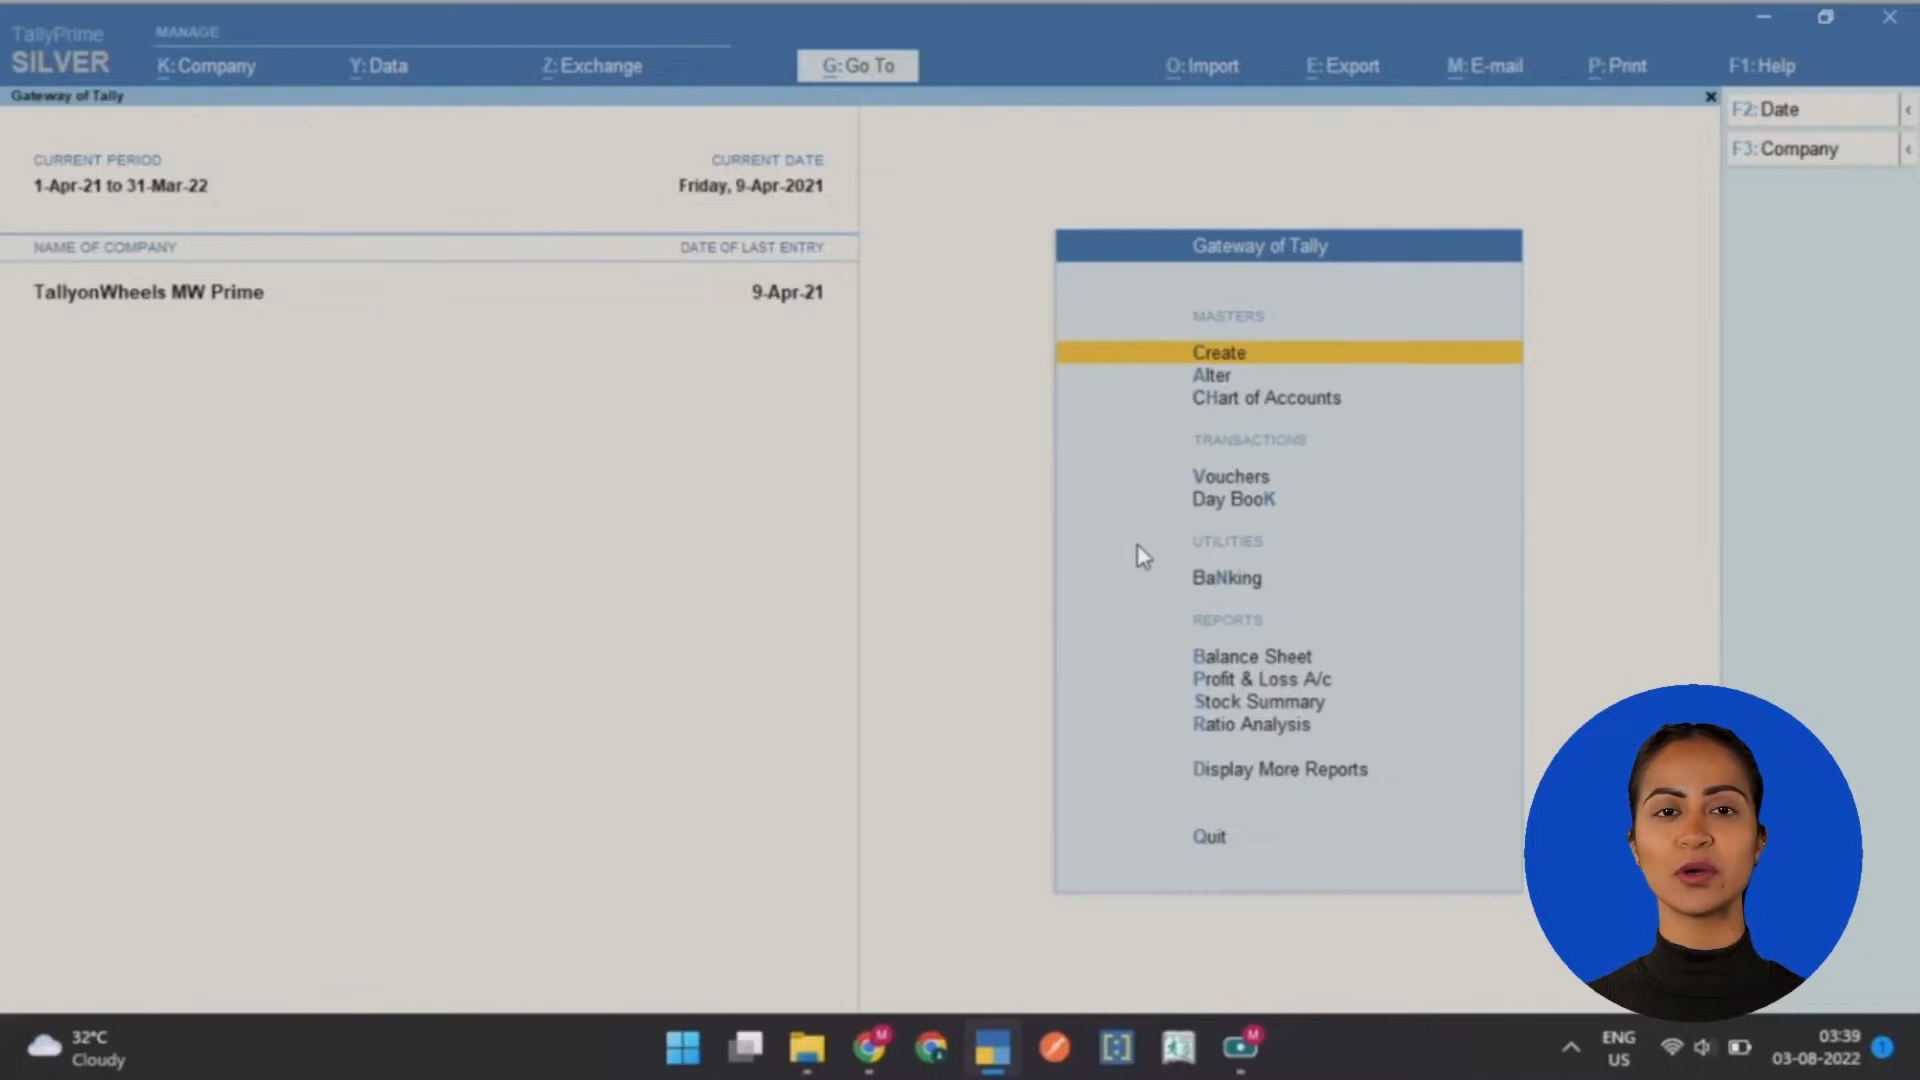 TallyPrime
SILVER
MANAGE
K: Company
Y: Data
Z: Exchange
G: Go To
O: Import
E: Export
M: E-mail
P: Print
F1: Help
Gateway of Tally
F2: Date
F3: Company
CURRENT PERIOD
CURRENT DATE
1-Apr-21 to 31-Mar-22
Friday, 9-Apr-2021
NAME OF COMPANY
DATE OF LAST ENTRY
TallyonWheels MW Prime
9-Apr-21
Gateway of Tally
MASTERS
Create
Alter
CHart of Accounts
TRANSACTIONS
Vouchers
Day BooK
UTILITIES
BaNking
REPORTS
Balance Sheet
Profit & Loss A/c
Stock Summary
Ratio Analysis
Display More Reports
Quit
32°C
Cloudy
M
M
ENG
US
03:39
03-08-2022
1